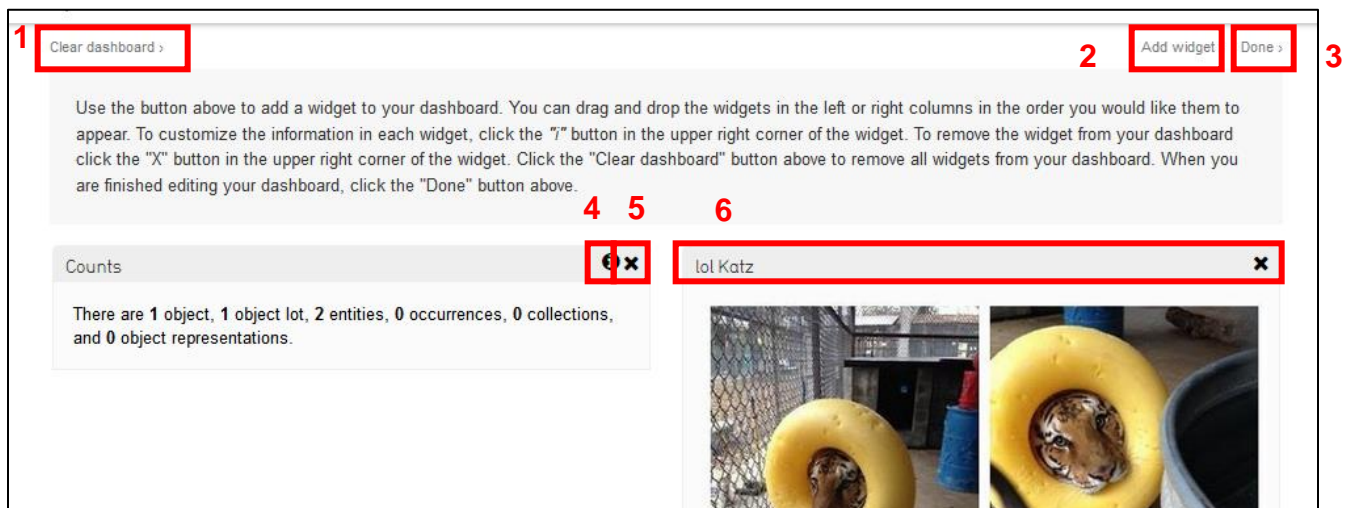 1
Clear dashboard ›
2
Add widget
Done ›
3
Use the button above to add a widget to your dashboard. You can drag and drop the widgets in the left or right columns in the order you would like them to
appear. To customize the information in each widget, click the "i" button in the upper right corner of the widget. To remove the widget from your dashboard
click the "X" button in the upper right corner of the widget. Click the "Clear dashboard" button above to remove all widgets from your dashboard. When you
are finished editing your dashboard, click the "Done" button above.
4
5
6
Counts
lol Katz
There are 1 object, 1 object lot, 2 entities, 0 occurrences, 0 collections,
and 0 object representations.